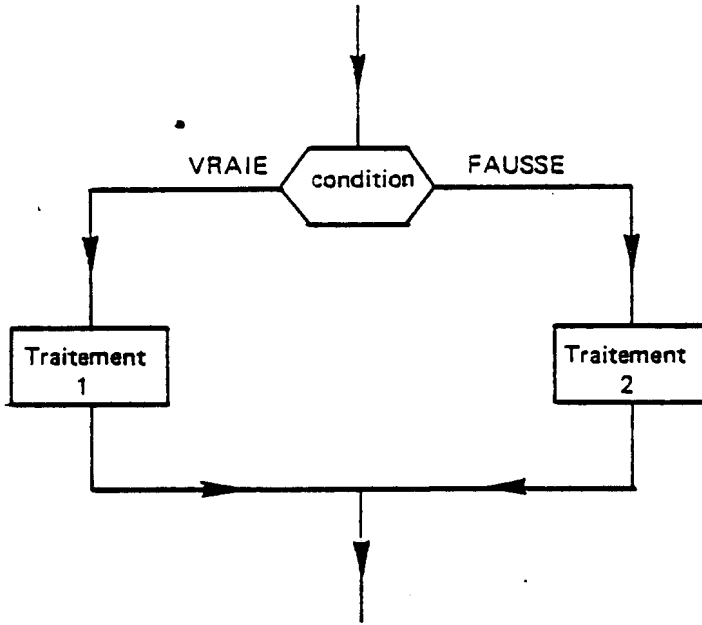 VRAIE
condition
FAUSSE
Traitement
1
Traitement
2